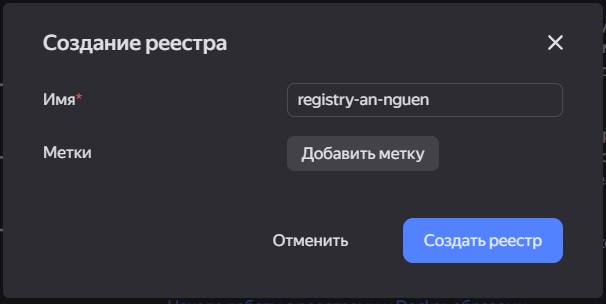 Создание реестра
Имя*
registry-an-nguen
Метки
Добавить метку
Отменить
Создать реестр